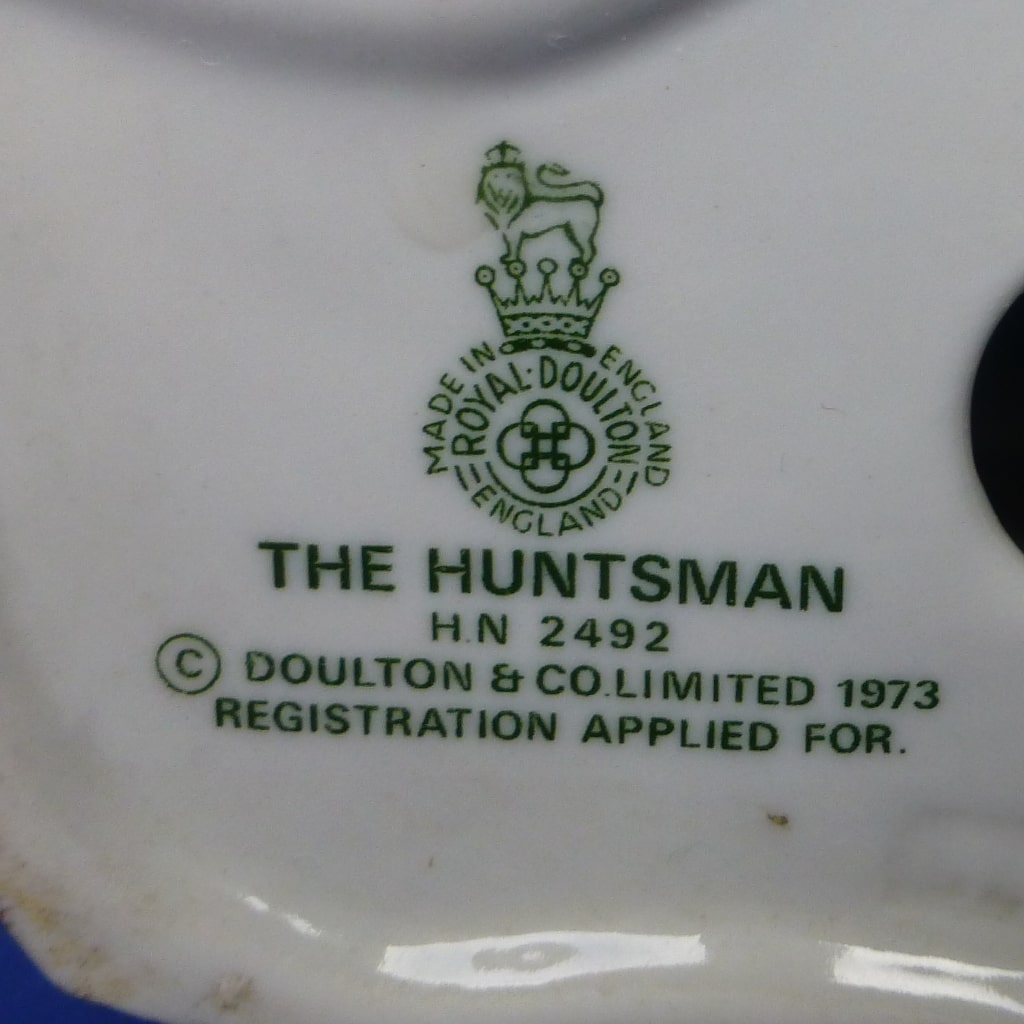 MADE IN ENGLAND
ROYAL·DOULTON
ENGLAND
THE HUNTSMAN
H.N 2492
© DOULTON & CO.LIMITED 1973
REGISTRATION APPLIED FOR.